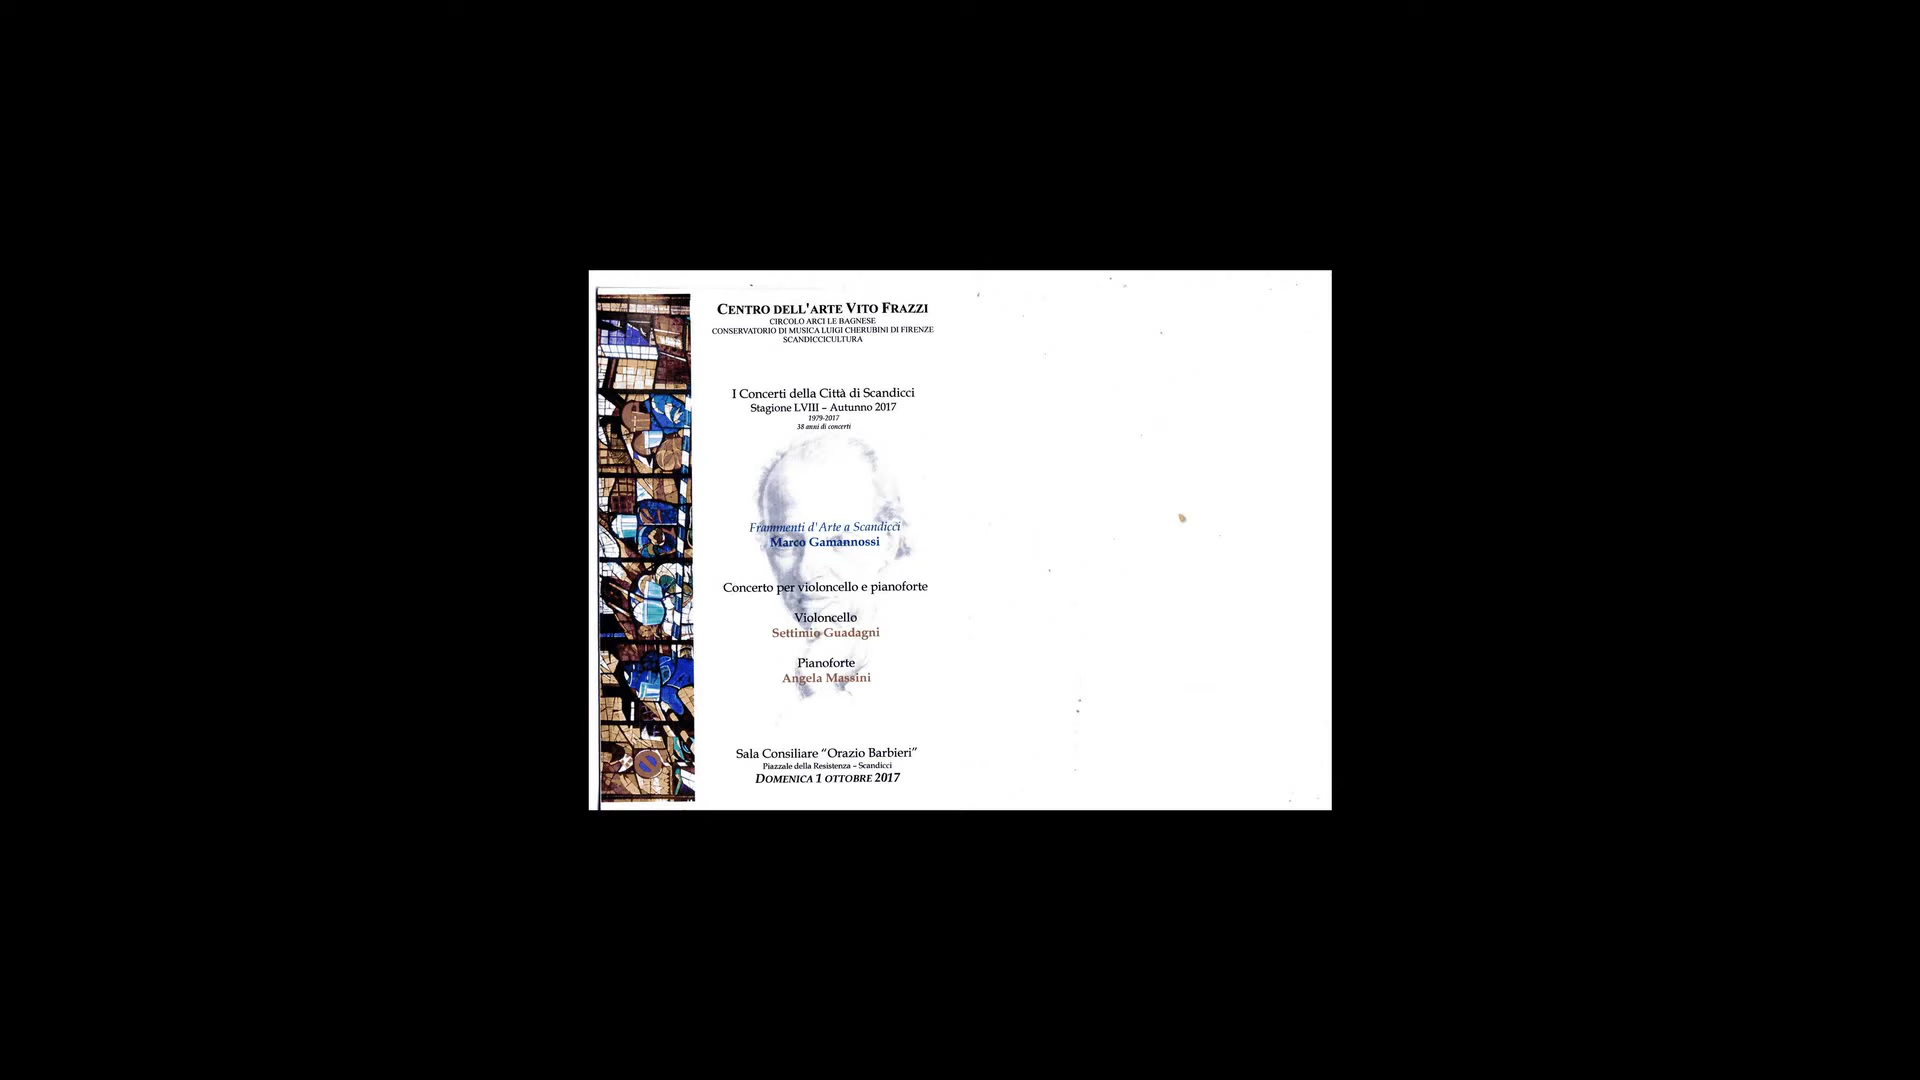 CENTRO DELL'ARTE VITO FRAZZI
CIRCOLO ARCI LE BAGNESE
CONSERVATORIO DI MUSICA LUIGI CHERUBINI DI FIRENZE
SCANDICCICULTURA
I Concerti della Città di Scandicci
Stagione LVIII – Autunno 2017
1979-2017
38 anni di concerti
Frammenti d'Arte a Scandicci
Marco Gamannossi
Concerto per violoncello e pianoforte
Violoncello
Settimio Guadagni
Pianoforte
Angela Massini
Sala Consiliare “Orazio Barbieri”
Piazzale della Resistenza – Scandicci
DOMENICA 1 OTTOBRE 2017